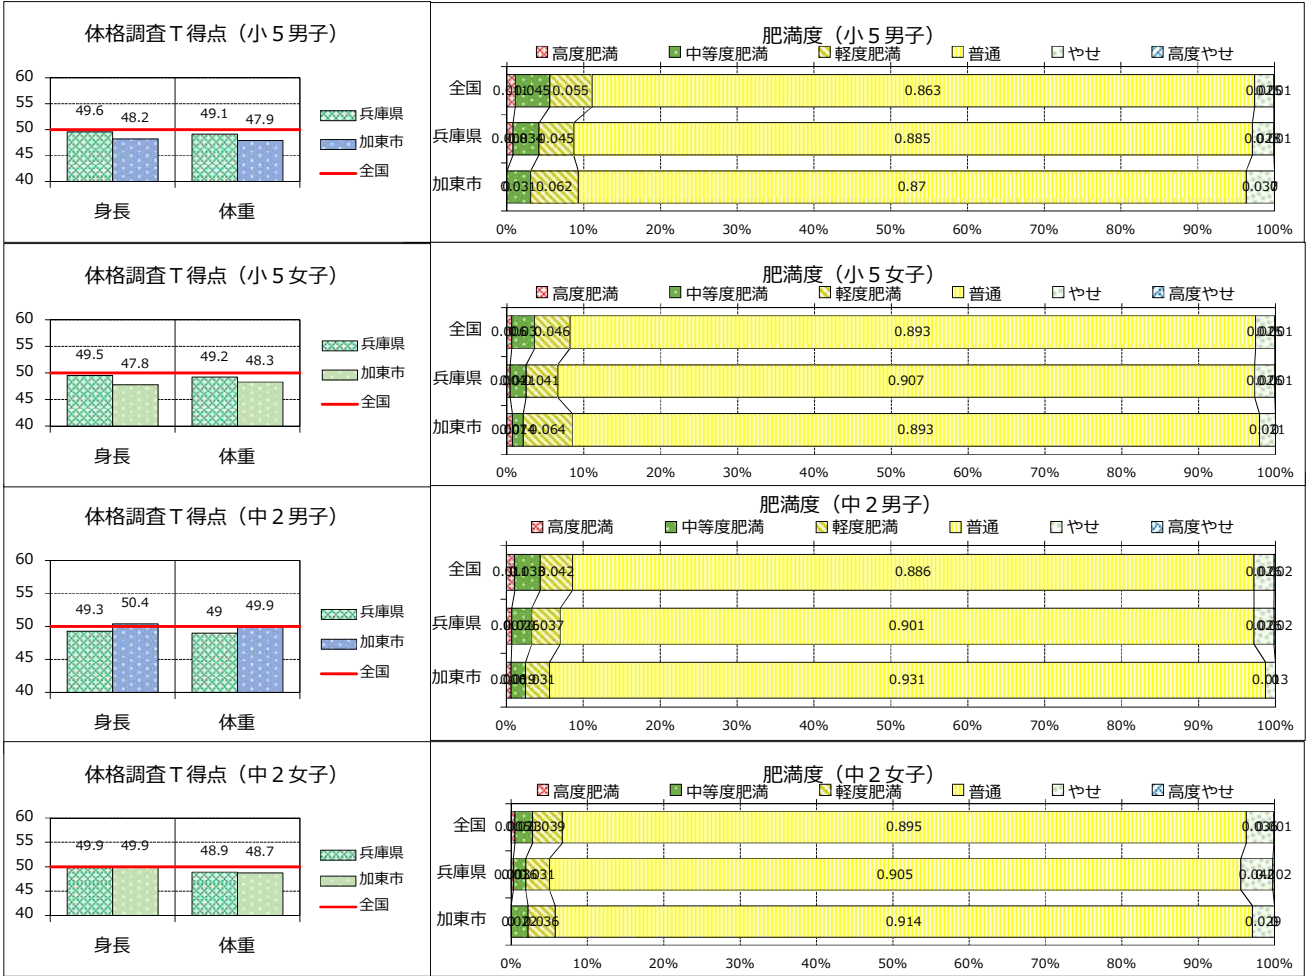 体格調査Ｔ得点（小５男子）
60
55
50
45
40
49.6
48.2
49.1
47.9
身長
体重
兵庫県
加東市
全国
肥満度（小５男子）
高度肥満 中等度肥満 軽度肥満 普通 やせ 高度やせ
全国 0.011 0.045 0.055 0.863
兵庫県 0.034 0.045 0.885
加東市 0.031 0.062 0.87 0.037
0% 10% 20% 30% 40% 50% 60% 70% 80% 90% 100%
体格調査Ｔ得点（小５女子）
60
55
50
45
40
49.5
47.8
49.2
48.3
身長
体重
兵庫県
加東市
全国
肥満度（小５女子）
高度肥満 中等度肥満 軽度肥満 普通 やせ 高度やせ
全国 0.046 0.893
兵庫県 0.041 0.907
加東市 0.064 0.893
0% 10% 20% 30% 40% 50% 60% 70% 80% 90% 100%
体格調査Ｔ得点（中２男子）
60
55
50
45
40
49.3
50.4
49
49.9
身長
体重
兵庫県
加東市
全国
肥満度（中２男子）
高度肥満 中等度肥満 軽度肥満 普通 やせ 高度やせ
全国 0.042 0.886
兵庫県 0.037 0.901
加東市 0.031 0.931
0% 10% 20% 30% 40% 50% 60% 70% 80% 90% 100%
体格調査Ｔ得点（中２女子）
60
55
50
45
40
49.9
49.9
48.9
48.7
身長
体重
兵庫県
加東市
全国
肥満度（中２女子）
高度肥満 中等度肥満 軽度肥満 普通 やせ 高度やせ
全国 0.039 0.895
兵庫県 0.031 0.905
加東市 0.036 0.914
0% 10% 20% 30% 40% 50% 60% 70% 80% 90% 100%